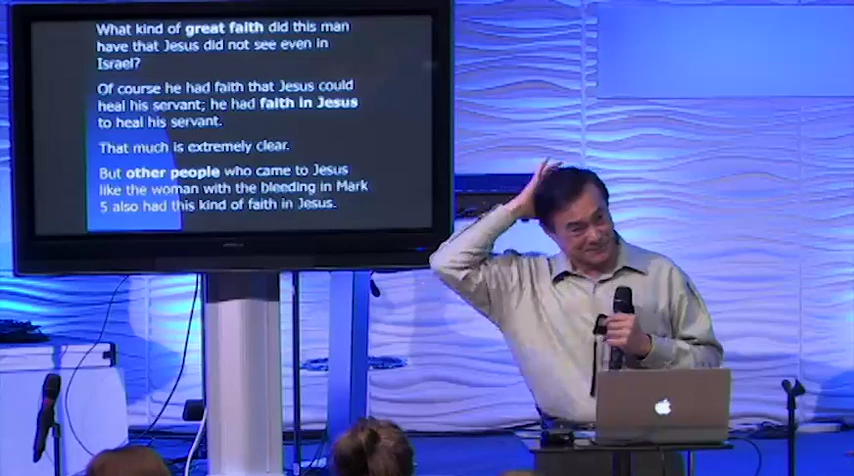 What kind of great faith did this man
have that Jesus did not see even in
Israel?
Of course he had faith that Jesus could
heal his servant; he had faith in Jesus
to heal his servant.
That much is extremely clear.
But other people who came to Jesus
like the woman with the bleeding in Mark
5 also had this kind of faith in Jesus.